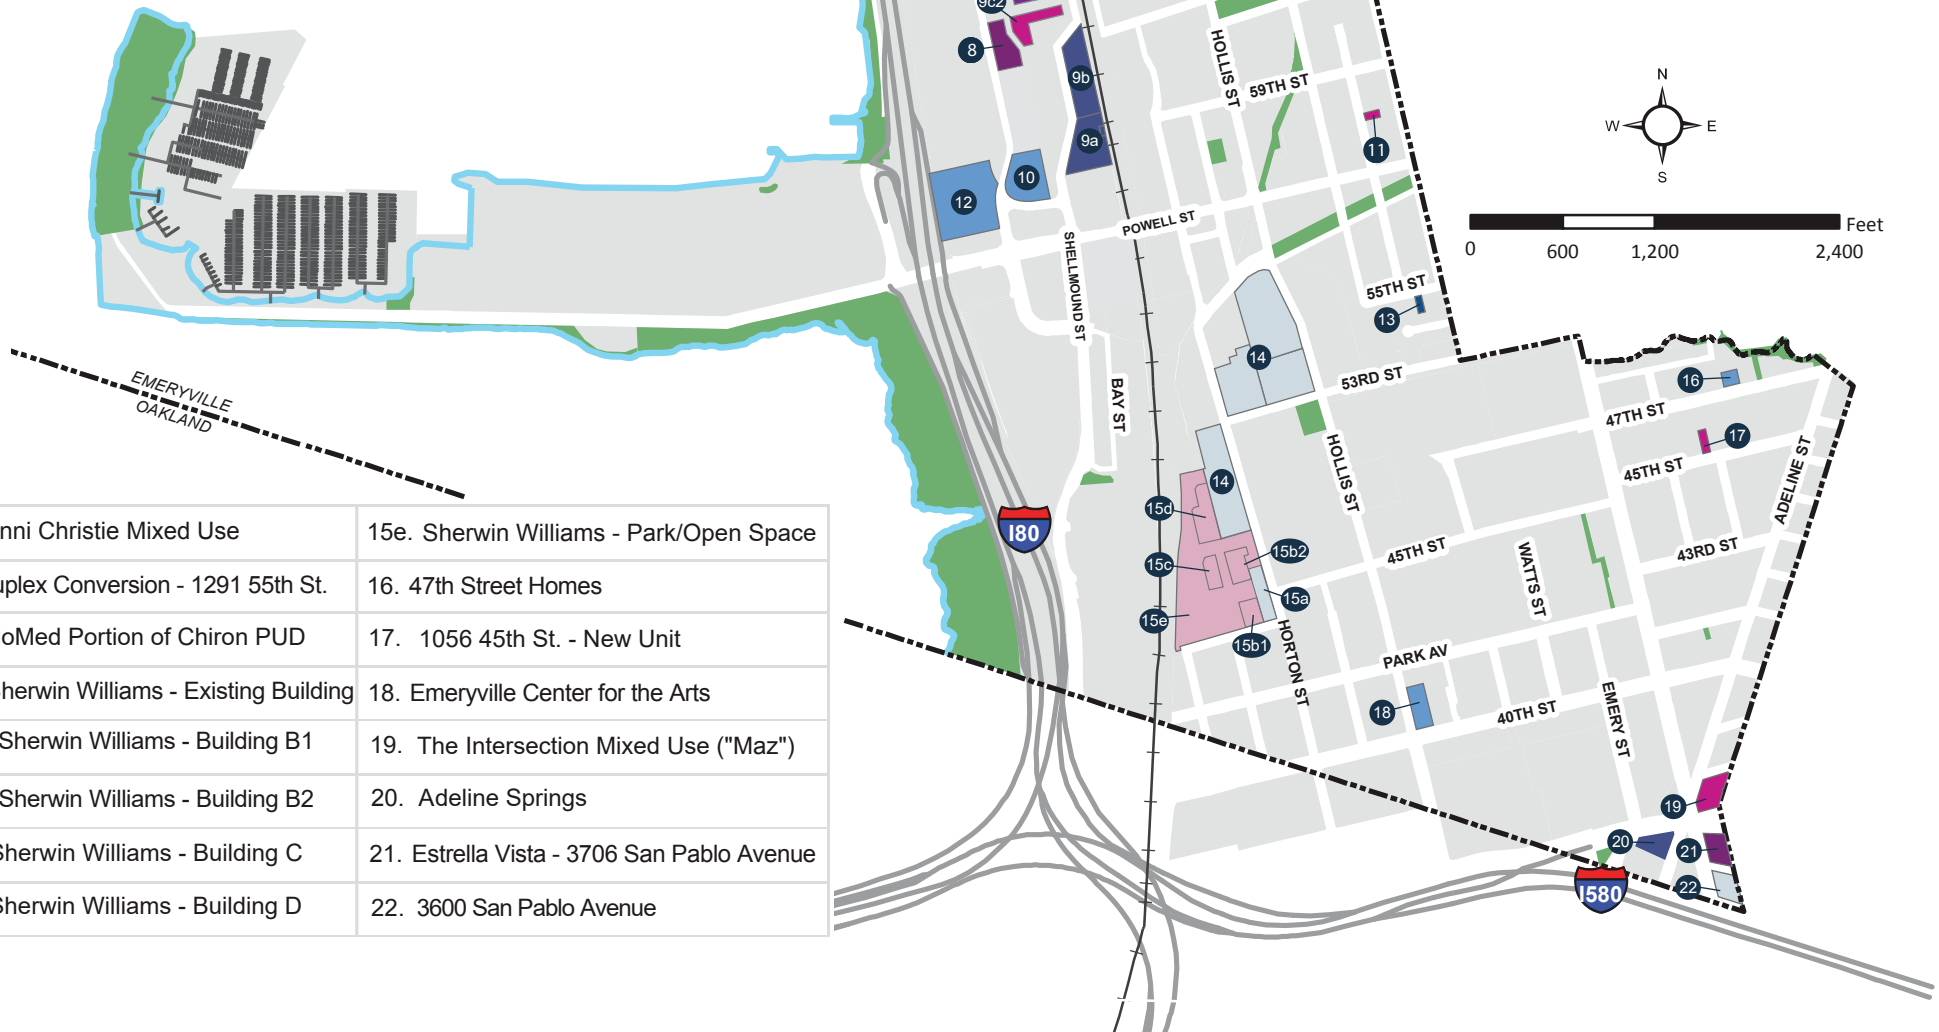 9c2
8
9b
9a
10
12
11
HOLLIS ST
59TH ST
POWELL ST
SHELLMOUND ST
BAY ST
55TH ST
13
14
53RD ST
14
HOLLIS ST
N
W
E
S
Feet
0
600
1,200
2,400
EMERYVILLE
OAKLAND
16
47TH ST
17
45TH ST
ADELINE ST
43RD ST
45TH ST
WATTS ST
I80
15d
15c
15e
15b2
15a
15b1
HORTON ST
PARK AV
18
40TH ST
EMERY ST
19
20
21
22
I580
nni Christie Mixed Use
15e. Sherwin Williams - Park/Open Space
uplex Conversion - 1291 55th St.
16. 47th Street Homes
oMed Portion of Chiron PUD
17. 1056 45th St. - New Unit
Sherwin Williams - Existing Building
18. Emeryville Center for the Arts
Sherwin Williams - Building B1
19. The Intersection Mixed Use ("Maz")
Sherwin Williams - Building B2
20. Adeline Springs
Sherwin Williams - Building C
21. Estrella Vista - 3706 San Pablo Avenue
Sherwin Williams - Building D
22. 3600 San Pablo Avenue